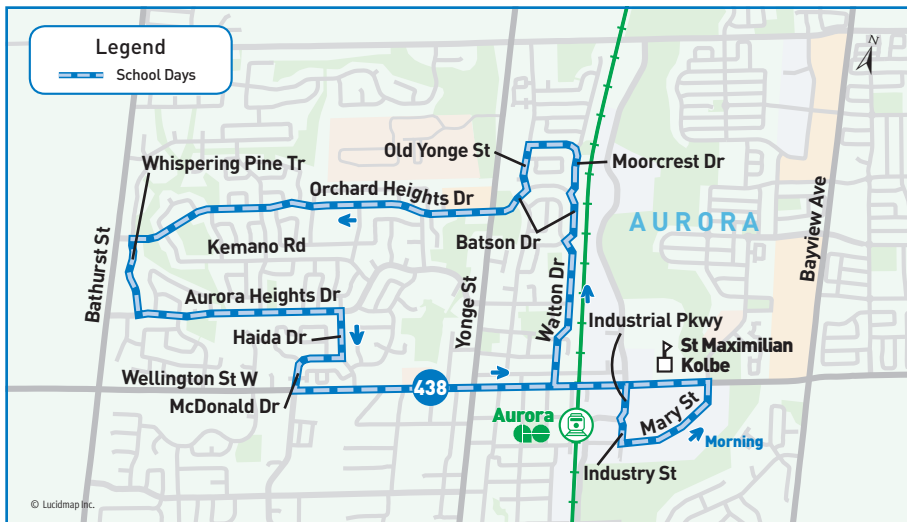 Legend
School Days
N
Old Yonge St
Moorcrest Dr
Whispering Pine Tr
Orchard Heights Dr
AURORA
Batson Dr
Kemano Rd
Bathurst St
Yonge St
Bayview Ave
Aurora Heights Dr
Walton Dr
Industrial Pkwy
Haida Dr
St Maximilian
Kolbe
Wellington St W
438
McDonald Dr
Aurora
GO
Mary St
Morning
Industry St
© Lucidmap Inc.